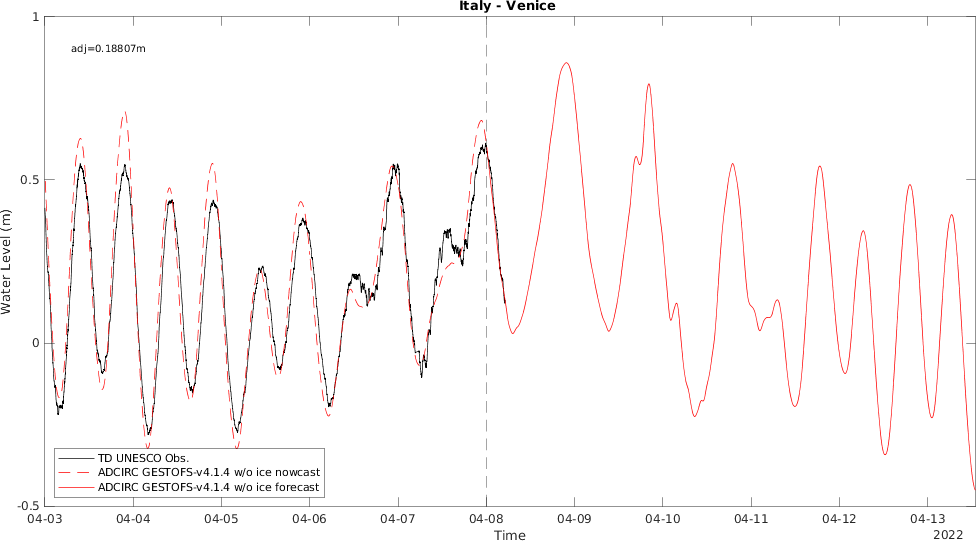 Italy - Venice
1
adj=0.18807m
0.5
Water Level (m)
0
TD UNESCO Obs.
ADCIRC GESTOFS-v4.1.4 w/o ice nowcast
ADCIRC GESTOFS-v4.1.4 w/o ice forecast
-0.5
04-03 04-04 04-05 04-06 04-07 04-08 04-09 04-10 04-11 04-12 04-13
Time
2022